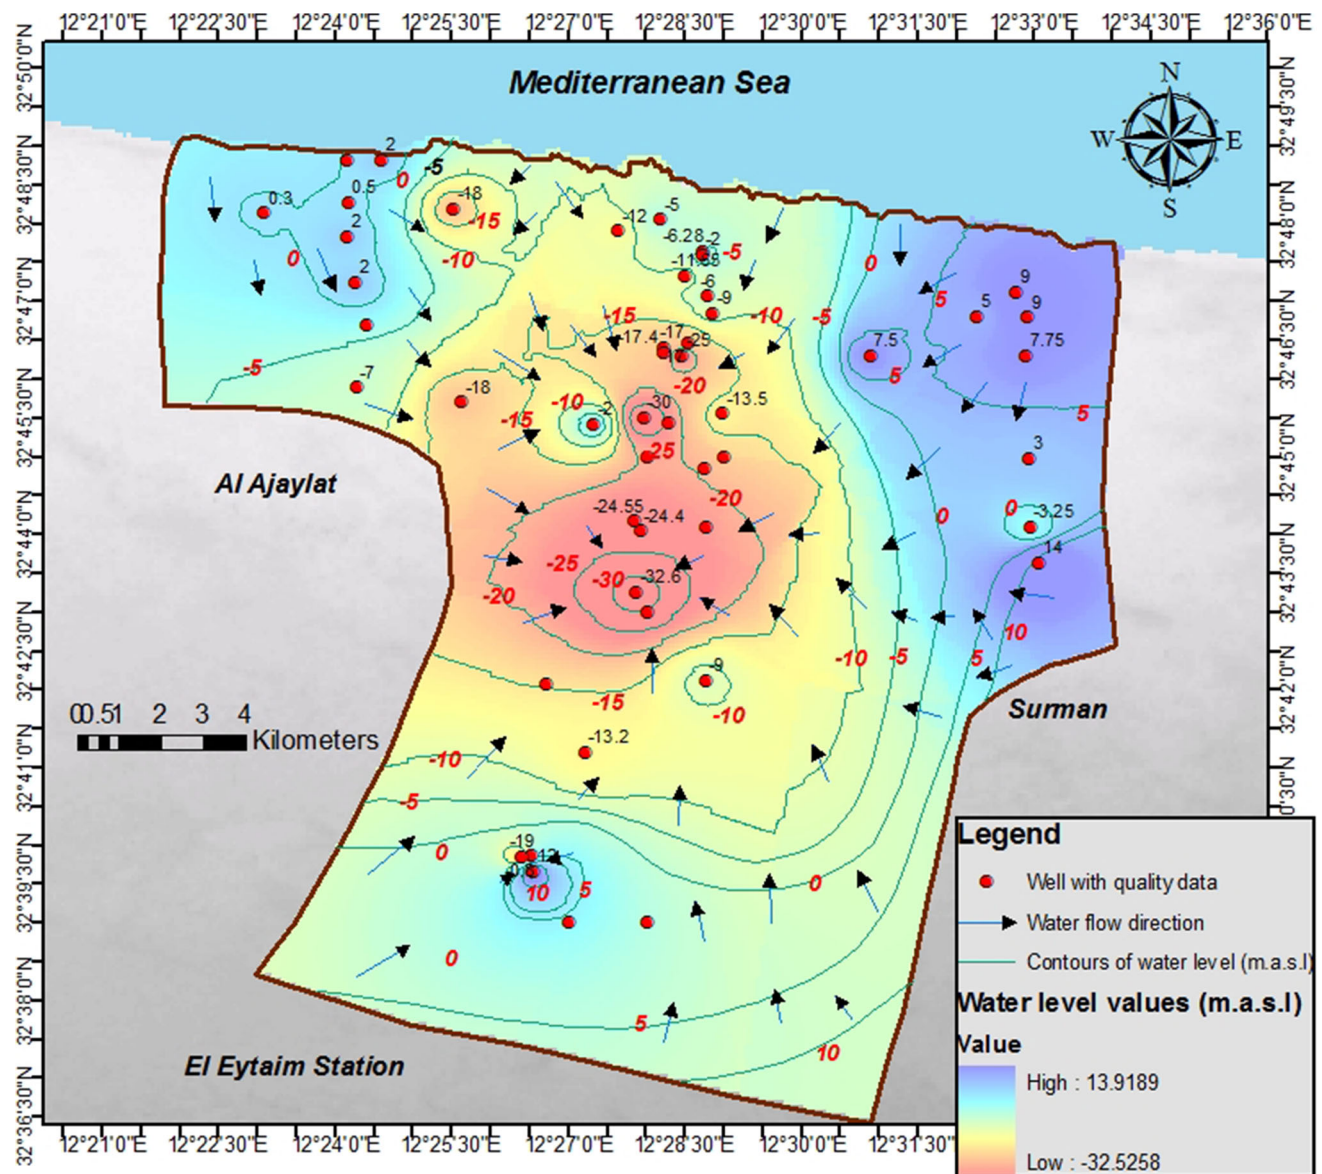 12°21'0"E 12°22'30"E 12°24'0"E 12°25'30"E 12°27'0"E 12°28'30"E 12°30'0"E 12°31'30"E 12°33'0"E 12°34'30"E 12°36'0"E
32°50'0"N
32°48'30"N
32°48'0"N
32°47'0"N
32°45'30"N
32°44'0"N
32°42'30"N
32°41'0"N
32°39'30"N
32°38'0"N
32°36'30"N
32°49'30"N
32°48'0"N
32°46'30"N
32°45'0"N
32°43'30"N
32°42'0"N
0'30"N
Mediterranean Sea
N
W E
S
2
0
-5
0.3
0.5
-18
-15
2
0
-10
2
-12
-5
-6.28
-2
-5
-6
-9
0
5
9
5
9
-15
-10
-5
7.5
7.75
5
-17.4
-17
-20
-5
-7
-18
-10
-2
-15
-30
-13.5
5
25
3
Al Ajaylat
-20
0
0
-3.25
-24.55
-24.4
14
-25
-30
-32.6
-20
10
-10
-5
5
-9
-15
-10
Surman
00.51 2 3 4
Kilometers
-13.2
-10
-5
0
-19
10
5
0
0
5
10
El Eytaim Station
Legend
Well with quality data
Water flow direction
Contours of water level (m.a.s.l)
Water level values (m.a.s.l)
Value
High : 13.9189
Low : -32.5258
12°21'0"E 12°22'30"E 12°24'0"E 12°25'30"E 12°27'0"E 12°28'30"E 12°30'0"E 12°31'30"